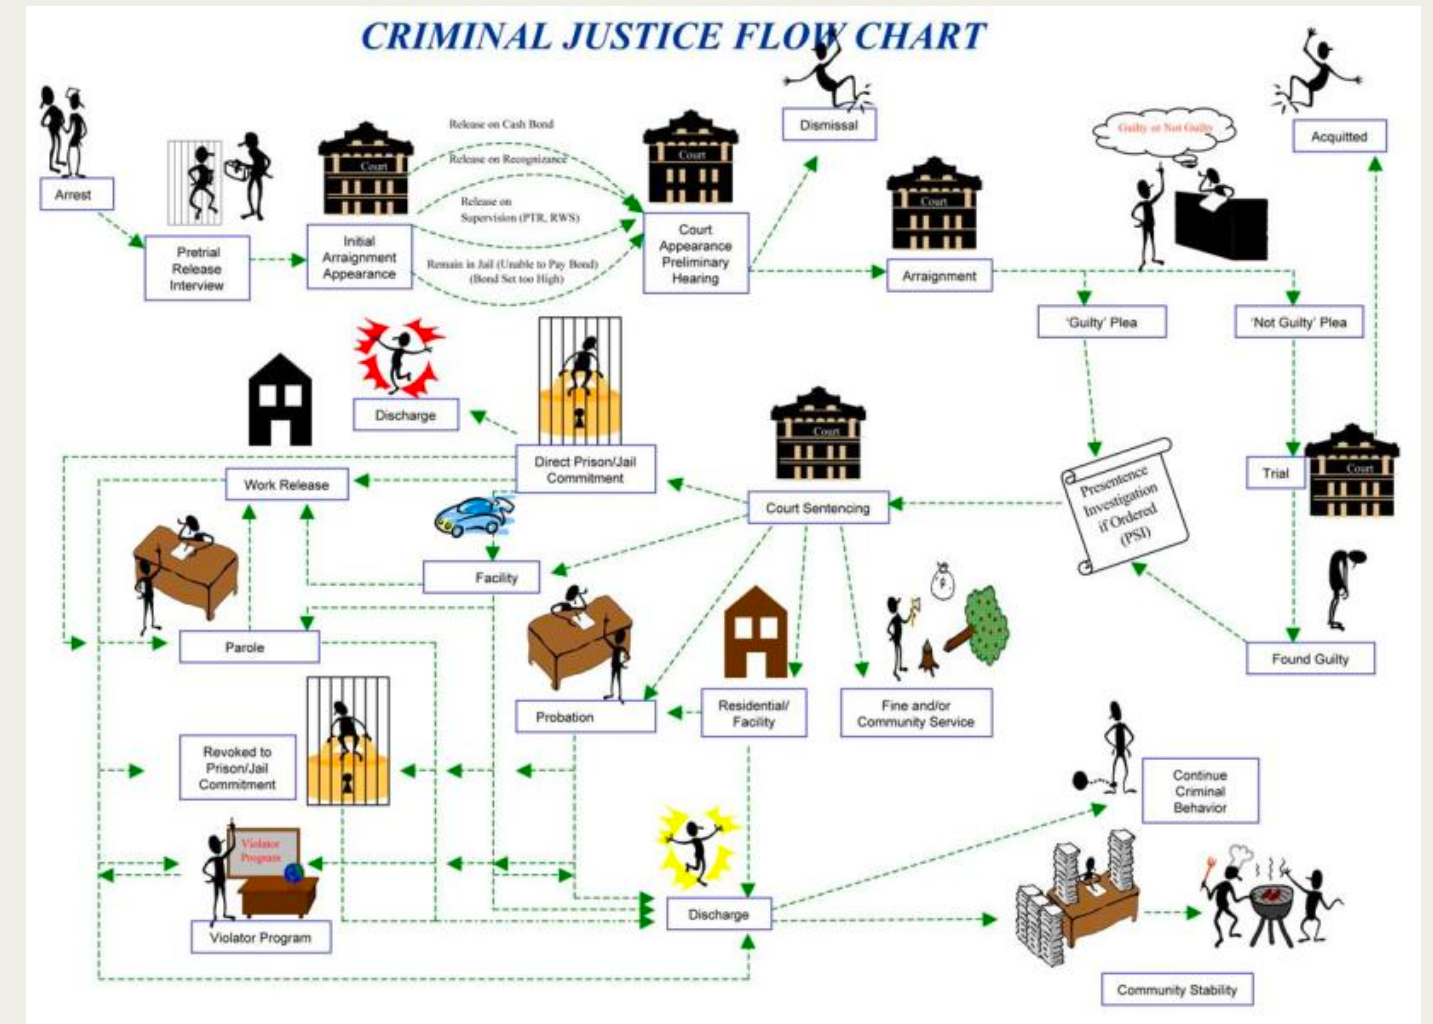 CRIMINAL JUSTICE FLOW CHART
Arrest
Pretrial
Release
Interview
Court
Initial
Arraignment
Appearance
Release on Cash Bond
Release on Recognizance
Release on
Supervision (PTR, RWS)
Remain in Jail (Unable to Pay Bond)
(Bond Set too High)
Court
Court
Appearance
Preliminary
Hearing
Dismissal
Court
Arraignment
Guilty or Not Guilty
Acquitted
'Guilty' Plea
'Not Guilty' Plea
Discharge
Direct Prison/Jail
Commitment
Work Release
Court
Court Sentencing
Presentence
Investigation
if Ordered
(PSI)
Trial
Court
Facility
Parole
Probation
Residential/
Facility
Fine and/or
Community Service
Found Guilty
Revoked to
Prison/Jail
Commitment
Continue
Criminal
Behavior
Violator
Program
Violator Program
Discharge
Community Stability